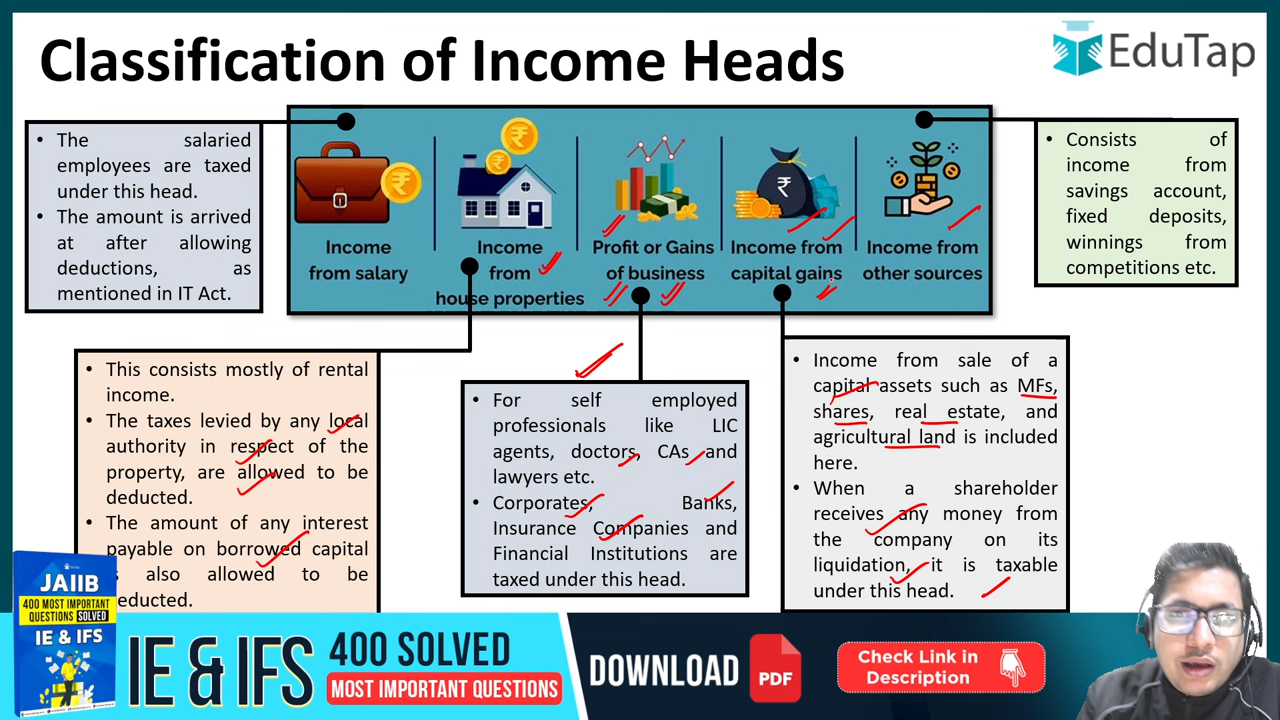 Classification of Income Heads
EduTap
• The salaried
employees are taxed
under this head.
• The amount is arrived
at after allowing
deductions, as
mentioned in IT Act.
Income
from salary
Income
from
house properties
Profit or Gains
of business
Income from
capital gains
Income from
other sources
• Consists of
income from
savings account,
fixed deposits,
winnings from
competitions etc.
• This consists mostly of rental
income.
• The taxes levied by any local
authority in respect of the
property, are allowed to be
deducted.
• The amount of any interest
payable on borrowed capital
also allowed to be
• For self employed
professionals like LIC
agents, doctors, CAs and
lawyers etc.
• Corporates, Banks,
Insurance Companies and
Financial Institutions are
taxed under this head.
• Income from sale of a
capital assets such as MFs,
shares, real estate, and
agricultural land is included
here.
• When a shareholder
receives any money from
the company on its
liquidation, it is taxable
under this head.
JAIIB
400 MOST IMPORTANT
QUESTIONS SOLVED
IE & IFS
IE & IFS
400 SOLVED
MOST IMPORTANT QUESTIONS
DOWNLOAD
PDF
Check Link in
Description